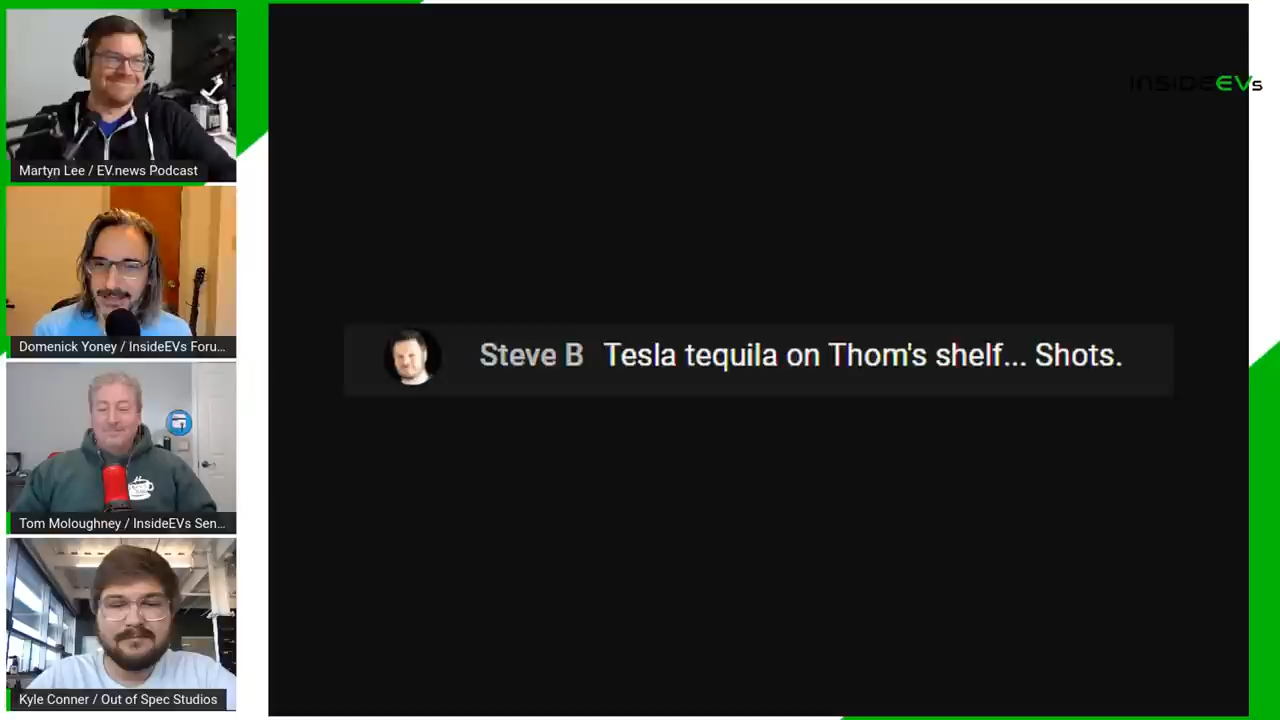 Martyn Lee / EV.news Podcast
Domenick Yoney / InsideEVs Foru...
Tom Moloughney / InsideEVs Sen...
Kyle Conner / Out of Spec Studios
INSIDEEVs
Steve B Tesla tequila on Thom's shelf... Shots.